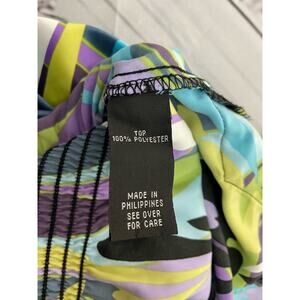 TOP
100% POLYESTER
MADE IN
PHILIPPINES
SEE OVER
FOR CARE